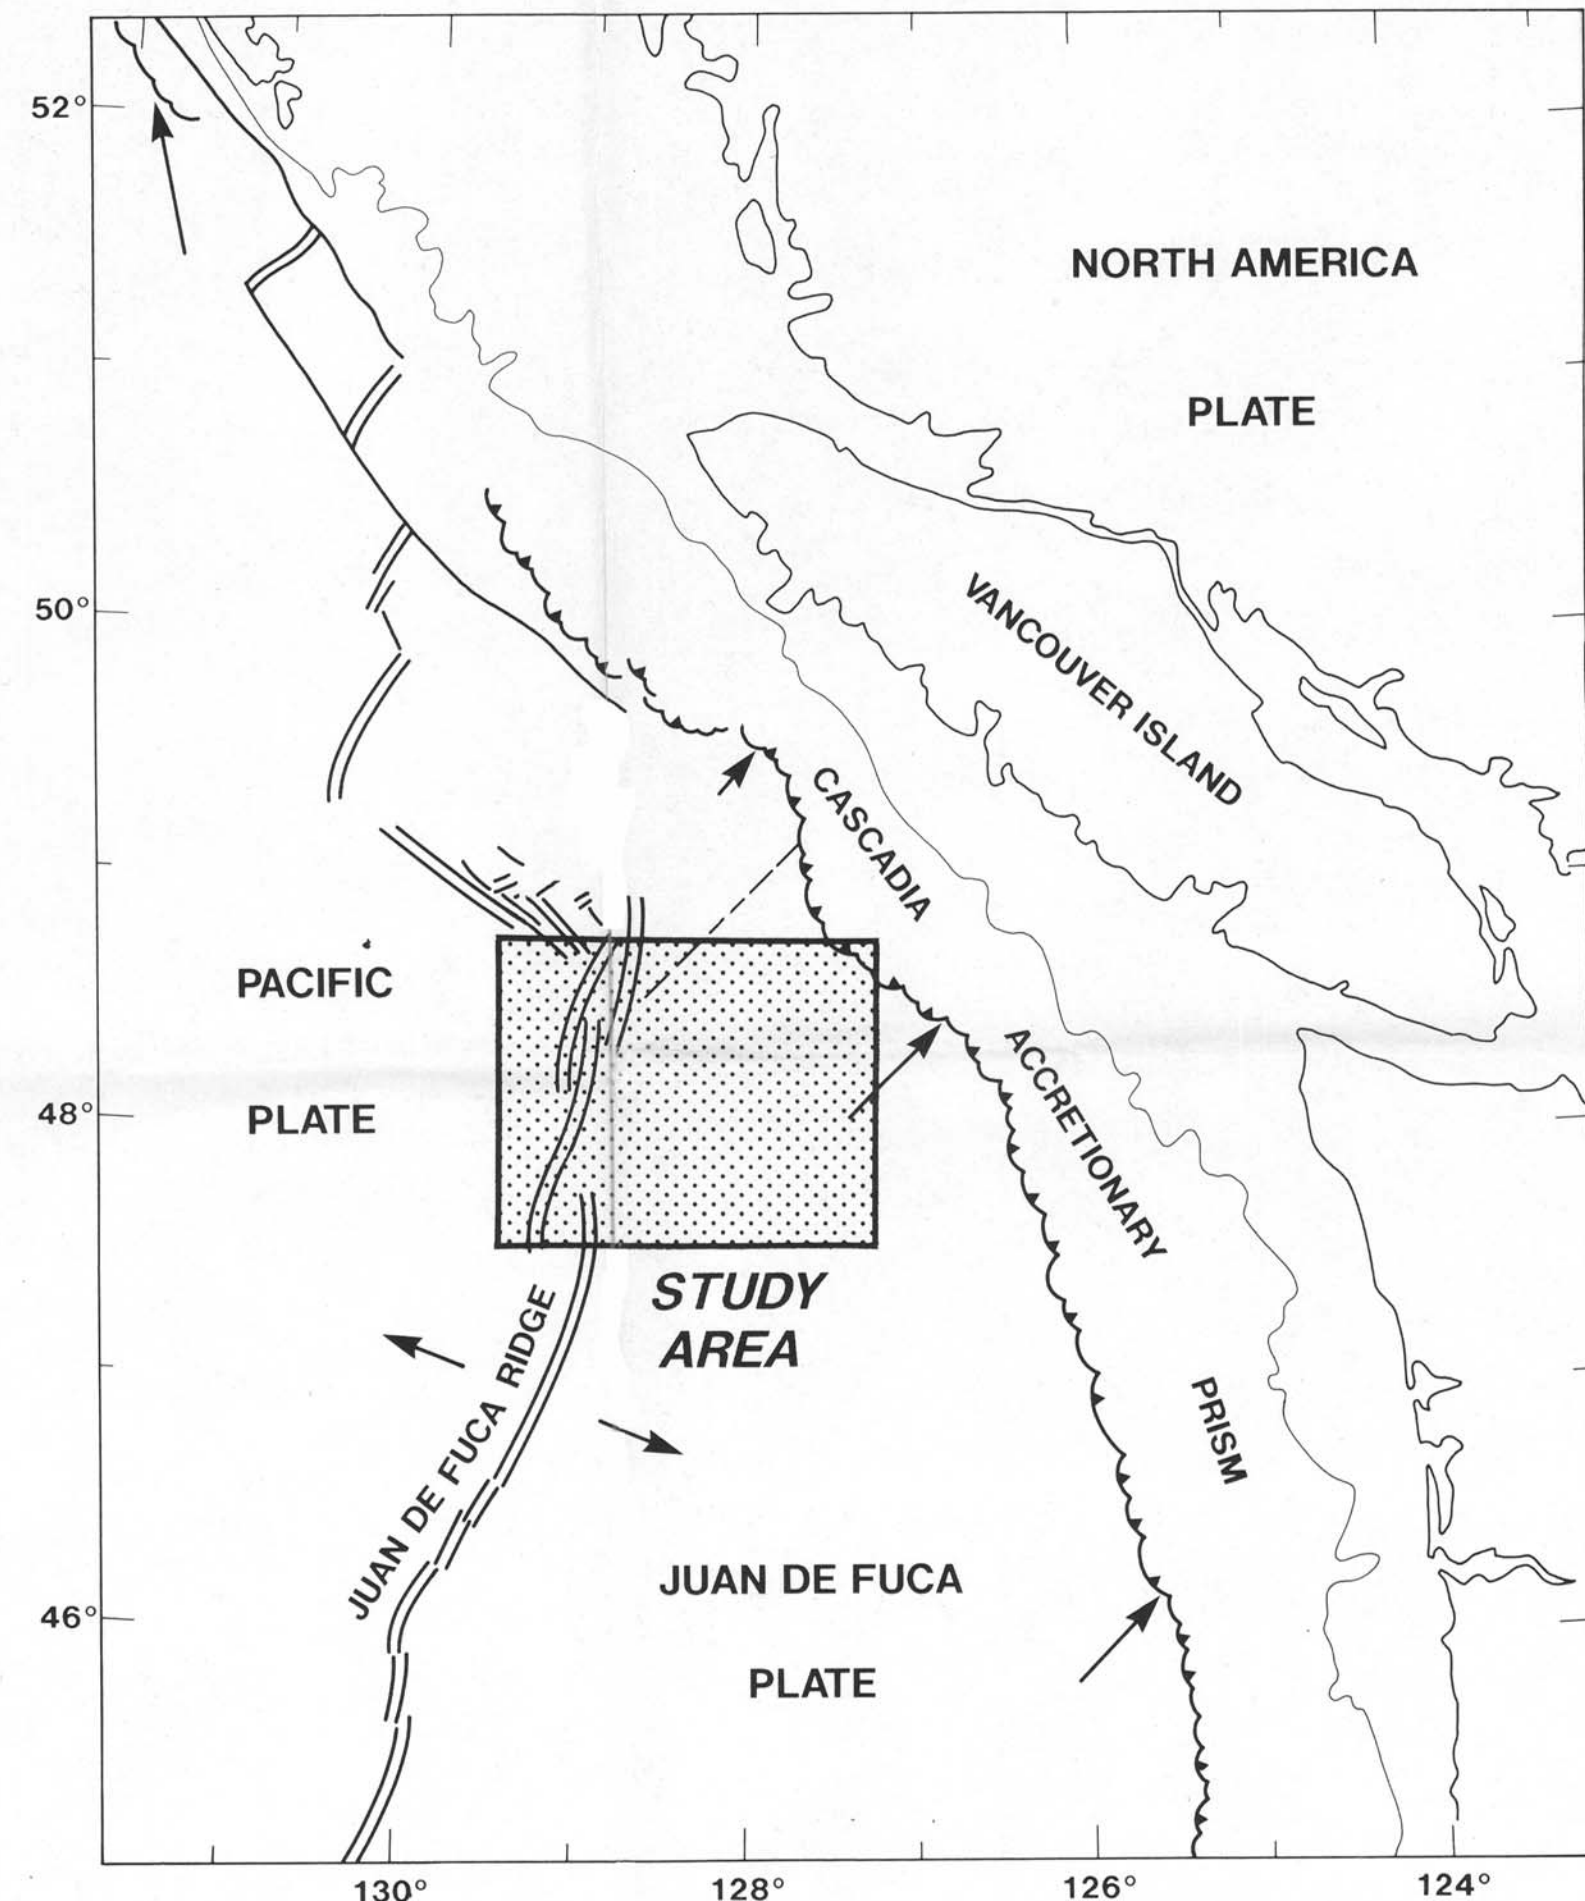 52°
NORTH AMERICA
PLATE
50°
VANCOUVER ISLAND
CASCADIA
PACIFIC
PLATE
48°
ACCRETIONARY
STUDY
AREA
JUAN DE FUCA RIDGE
PRISM
JUAN DE FUCA
PLATE
46°
130°
128°
126°
124°